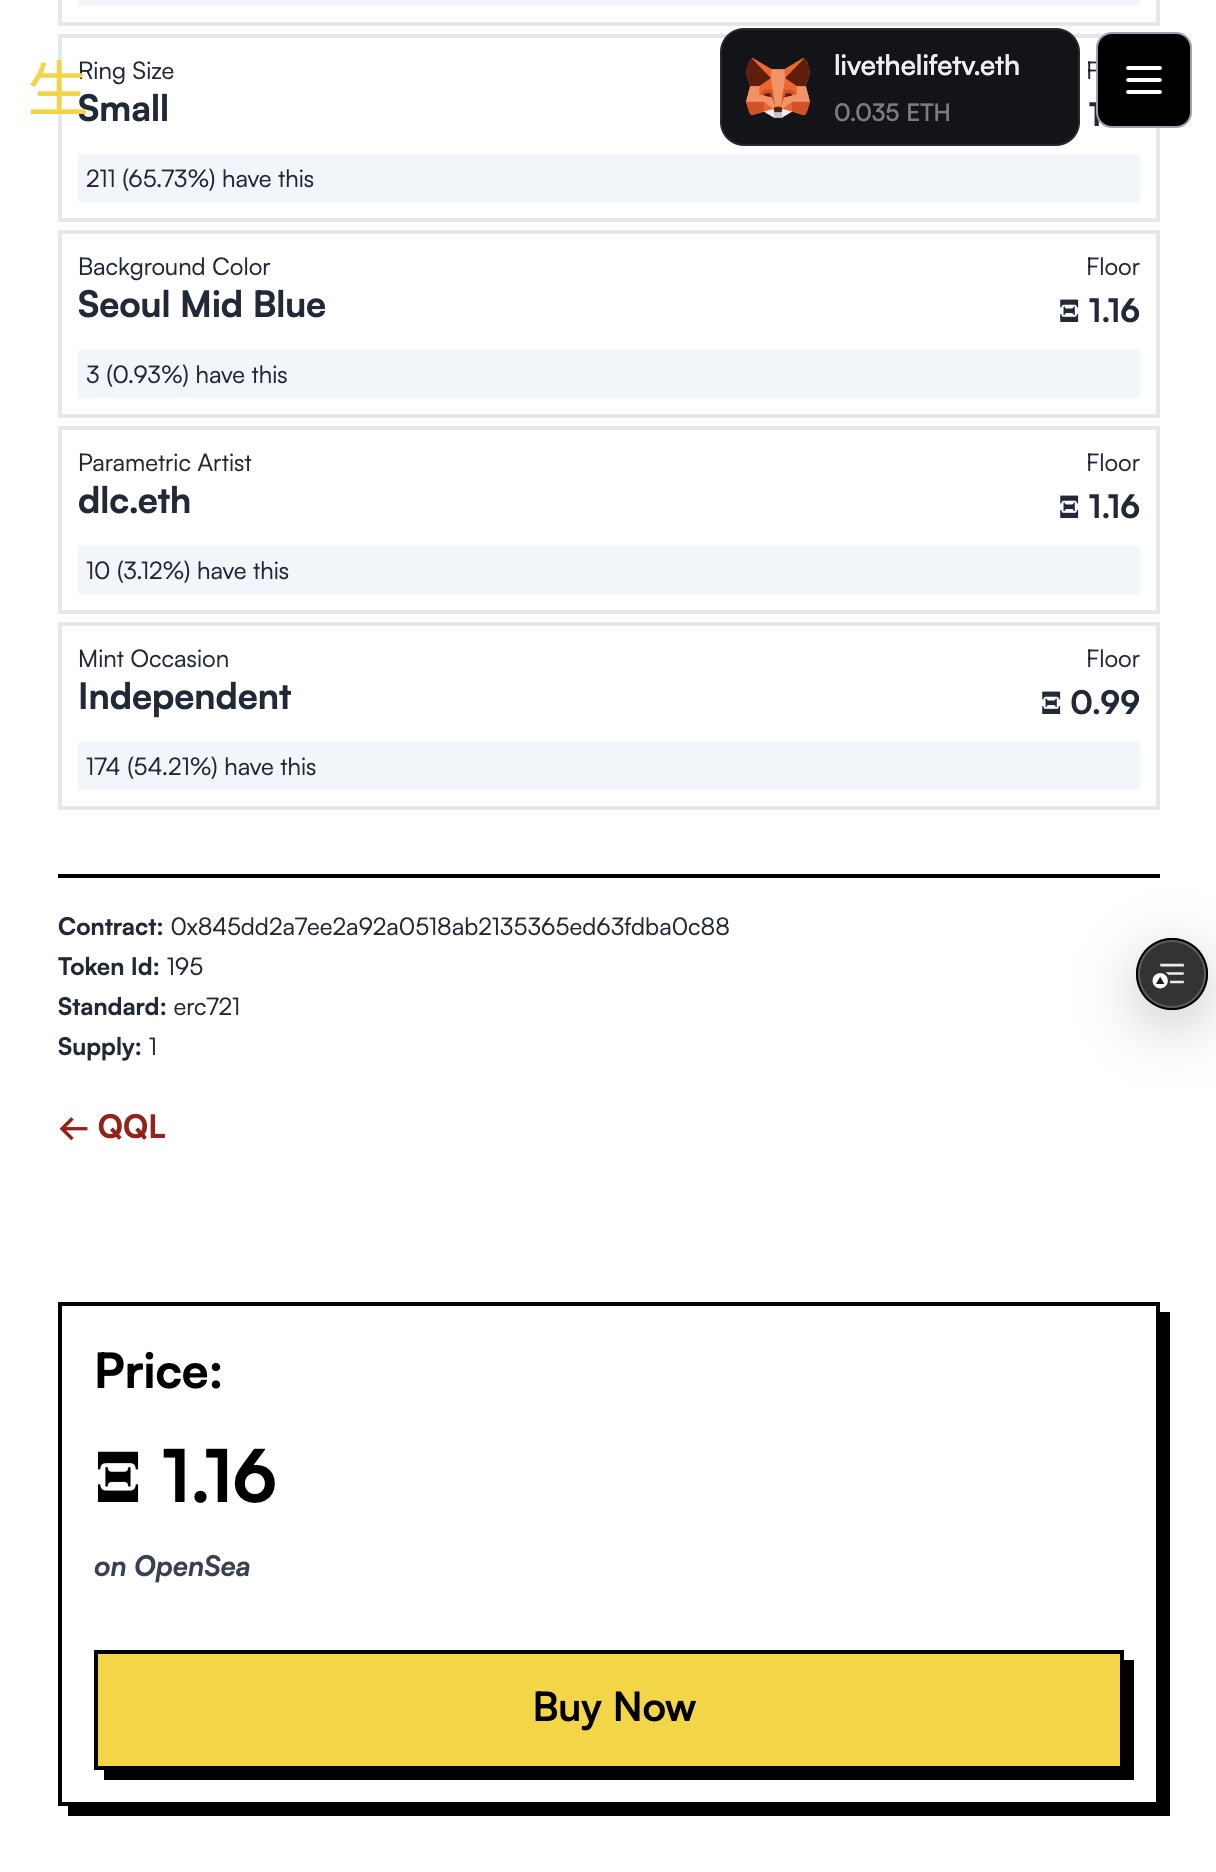 生
Ring Size
Small
livethelifetv.eth
0.035 ETH
211 (65.73%) have this
Background Color
Floor
Seoul Mid Blue
Ξ 1.16
3 (0.93%) have this
Parametric Artist
Floor
dlc.eth
Ξ 1.16
10 (3.12%) have this
Mint Occasion
Floor
Independent
Ξ 0.99
174 (54.21%) have this
Contract: 0x845dd2a7ee2a92a0518ab2135365ed63fdba0c88
Token Id: 195
Standard: erc721
Supply: 1
← QQL
Price:
Ξ 1.16
on OpenSea
Buy Now